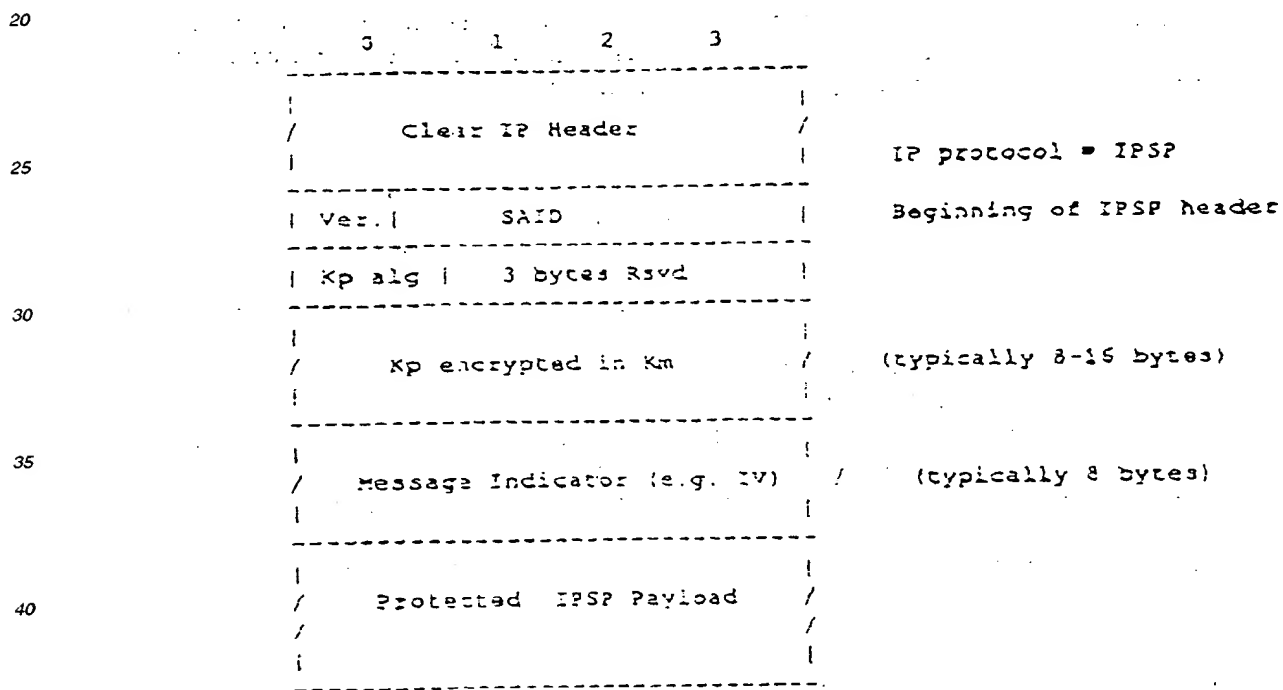 20
0 1 2 3
Clear IP Header
IP protocol = IPSP
25
| Ver. | SAID | Beginning of IPSP header
| Kp alg | 3 bytes Rsvd |
30
Kp encrypted in Km (typically 8-16 bytes)
35
Message Indicator (e.g. IV) (typically 8 bytes)
Protected IPSP Payload
40